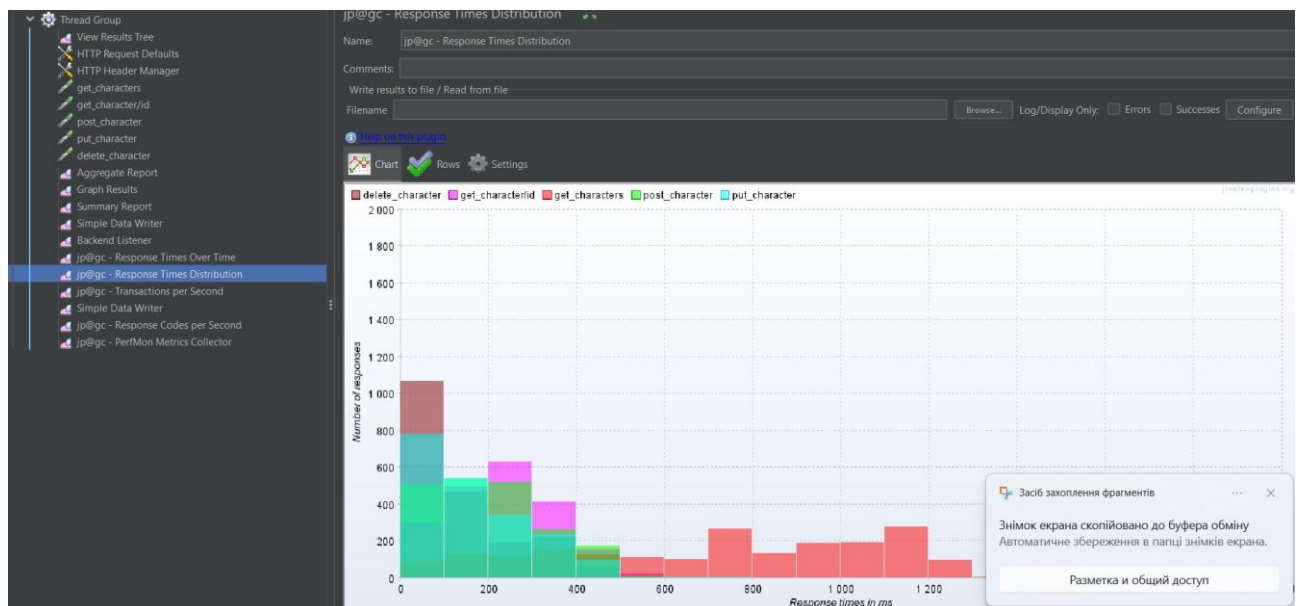 Thread Group
View Results Tree
HTTP Request Defaults
HTTP Header Manager
get_characters
get_character/id
post_character
put_character
delete_character
Aggregate Report
Graph Results
Summary Report
Simple Data Writer
Backend Listener
jp@gc - Response Times Over Time
jp@gc - Response Times Distribution
jp@gc - Transactions per Second
Simple Data Writer
jp@gc - Response Codes per Second
jp@gc - PerfMon Metrics Collector
jp@gc - Response Times Distribution
Name: jp@gc - Response Times Distribution
Comments:
Write results to file / Read from file
Filename Browse... Log/Display Only: Errors Successes Configure
Help on this plugin
Chart Rows Settings
jmeter-plugins.org
delete_character get_character/id get_characters post_character put_character
2 000
1 800
1 600
1 400
1 200
1 000
800
600
400
200
0
Number of responses
0 200 400 600 800 1 000 1 200
Response times in ms
Засіб захоплення фрагментів
Знімок екрана скопійовано до буфера обміну
Автоматичне збереження в папці знімків екрана.
Разметка и общий доступ